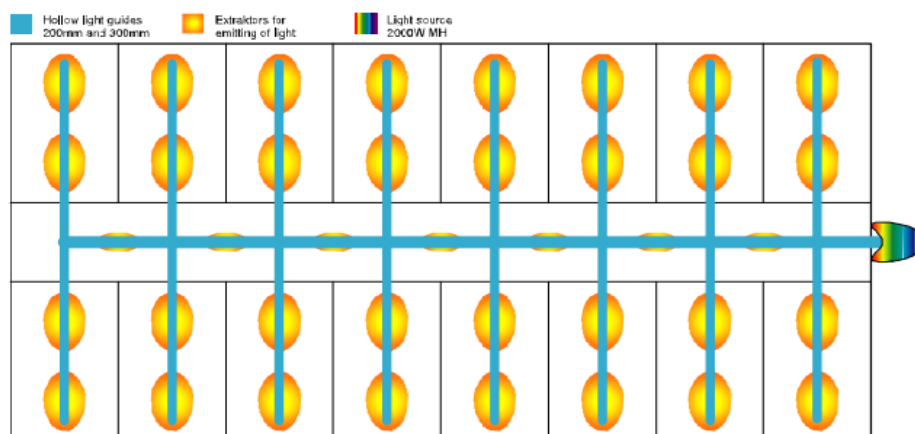 Hollow light guides
200mm and 300mm
Extraktors for
emitting of light
Light source
2000W MH